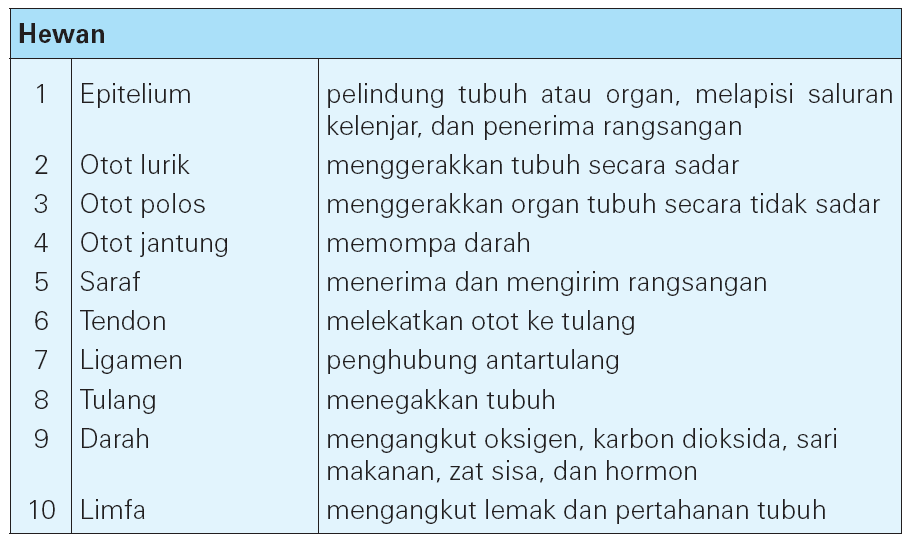 Hewan
1 Epitelium pelindung tubuh atau organ, melapisi saluran
kelenjar, dan penerima rangsangan
2 Otot lurik menggerakkan tubuh secara sadar
3 Otot polos menggerakkan organ tubuh secara tidak sadar
4 Otot jantung memompa darah
5 Saraf menerima dan mengirim rangsangan
6 Tendon melekatkan otot ke tulang
7 Ligamen penghubung antartulang
8 Tulang menegakkan tubuh
9 Darah mengangkut oksigen, karbon dioksida, sari
makanan, zat sisa, dan hormon
10 Limfa mengangkut lemak dan pertahanan tubuh